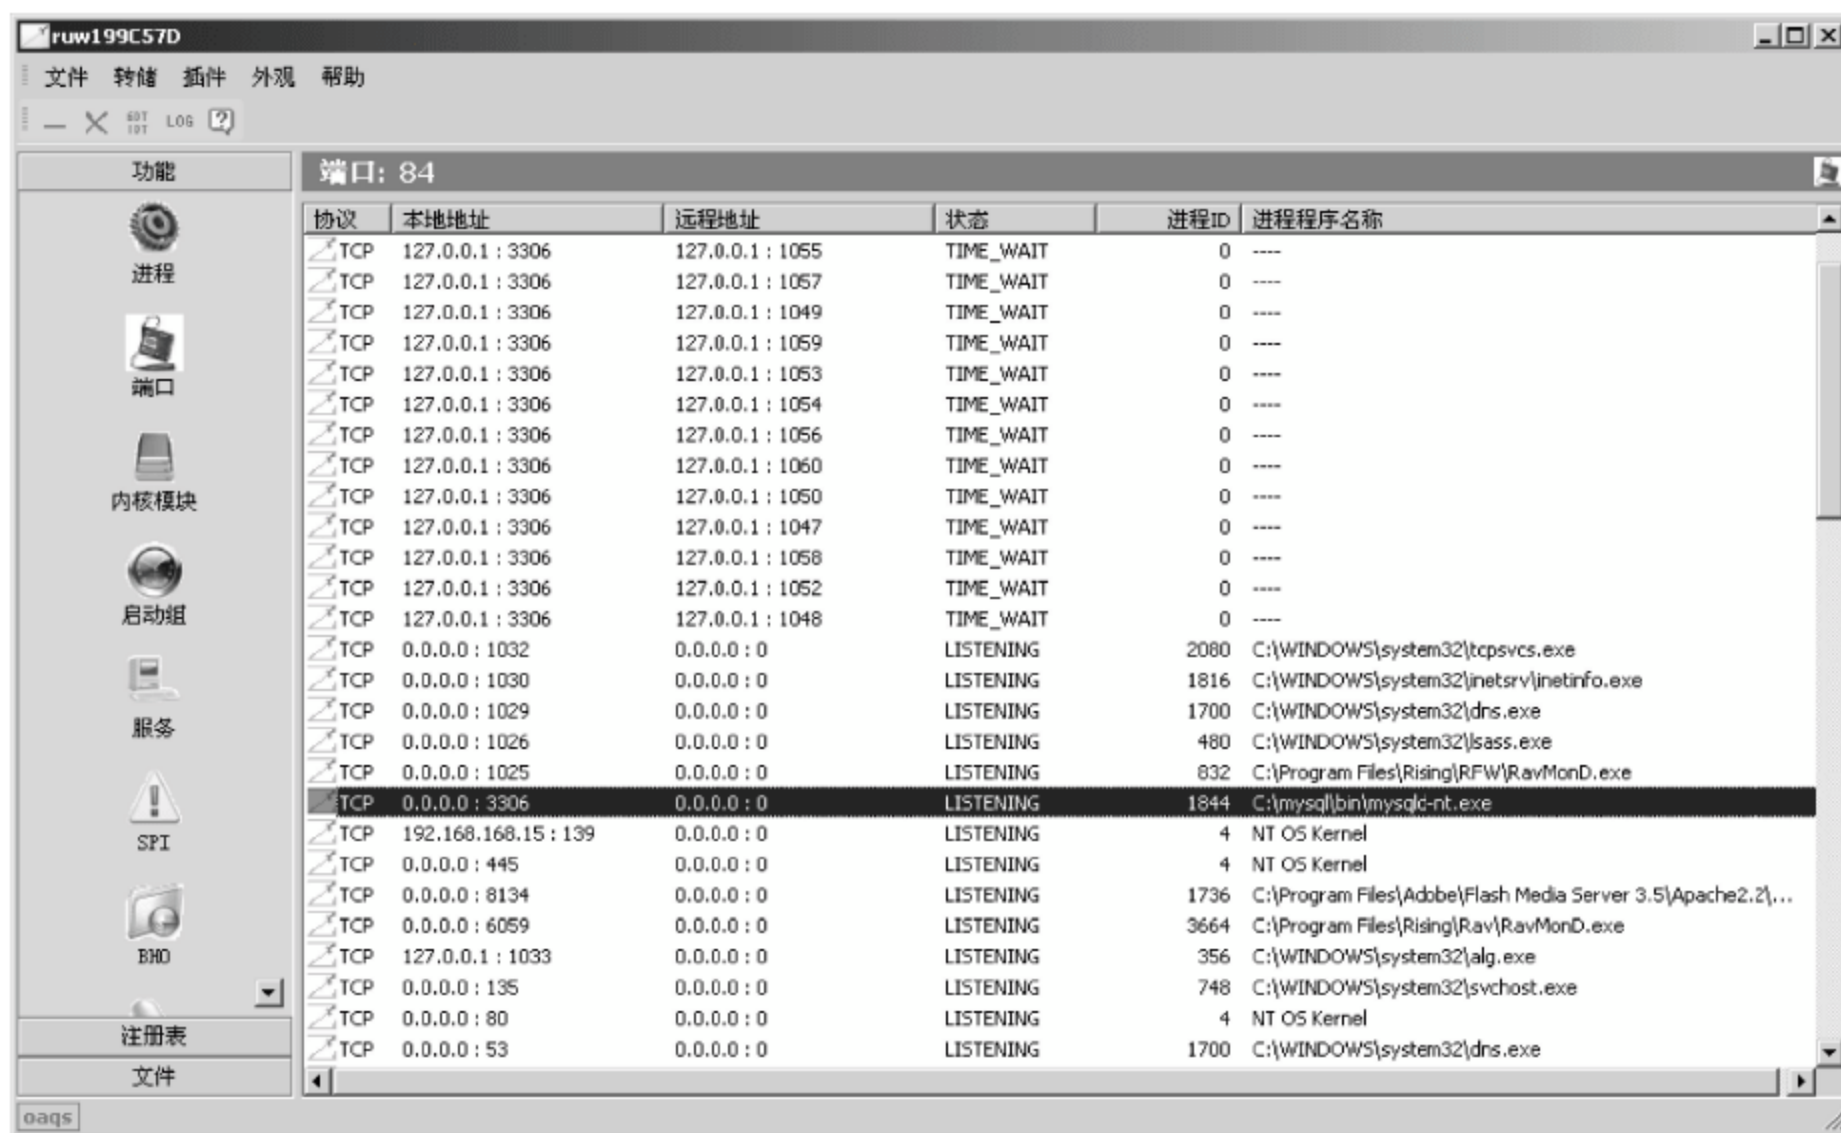 ruw199C57D
文件 转储 插件 外观 帮助
GDT IDT LOG
功能
进程
端口
内核模块
启动组
服务
SPI
BHO
注册表
文件
端口: 84
协议 本地地址 远程地址 状态 进程ID 进程程序名称
TCP 127.0.0.1 : 3306 127.0.0.1 : 1055 TIME_WAIT 0 ----
TCP 127.0.0.1 : 3306 127.0.0.1 : 1057 TIME_WAIT 0 ----
TCP 127.0.0.1 : 3306 127.0.0.1 : 1049 TIME_WAIT 0 ----
TCP 127.0.0.1 : 3306 127.0.0.1 : 1059 TIME_WAIT 0 ----
TCP 127.0.0.1 : 3306 127.0.0.1 : 1053 TIME_WAIT 0 ----
TCP 127.0.0.1 : 3306 127.0.0.1 : 1054 TIME_WAIT 0 ----
TCP 127.0.0.1 : 3306 127.0.0.1 : 1056 TIME_WAIT 0 ----
TCP 127.0.0.1 : 3306 127.0.0.1 : 1060 TIME_WAIT 0 ----
TCP 127.0.0.1 : 3306 127.0.0.1 : 1050 TIME_WAIT 0 ----
TCP 127.0.0.1 : 3306 127.0.0.1 : 1047 TIME_WAIT 0 ----
TCP 127.0.0.1 : 3306 127.0.0.1 : 1058 TIME_WAIT 0 ----
TCP 127.0.0.1 : 3306 127.0.0.1 : 1052 TIME_WAIT 0 ----
TCP 127.0.0.1 : 3306 127.0.0.1 : 1048 TIME_WAIT 0 ----
TCP 0.0.0.0 : 1032 0.0.0.0 : 0 LISTENING 2080 C:\WINDOWS\system32\tcpsvcs.exe
TCP 0.0.0.0 : 1030 0.0.0.0 : 0 LISTENING 1816 C:\WINDOWS\system32\inetsrv\inetinfo.exe
TCP 0.0.0.0 : 1029 0.0.0.0 : 0 LISTENING 1700 C:\WINDOWS\system32\dns.exe
TCP 0.0.0.0 : 1026 0.0.0.0 : 0 LISTENING 480 C:\WINDOWS\system32\lsass.exe
TCP 0.0.0.0 : 1025 0.0.0.0 : 0 LISTENING 832 C:\Program Files\Rising\RFW\RavMonD.exe
TCP 0.0.0.0 : 3306 0.0.0.0 : 0 LISTENING 1844 C:\mysql\bin\mysqld-nt.exe
TCP 192.168.168.15 : 139 0.0.0.0 : 0 LISTENING 4 NT OS Kernel
TCP 0.0.0.0 : 445 0.0.0.0 : 0 LISTENING 4 NT OS Kernel
TCP 0.0.0.0 : 8134 0.0.0.0 : 0 LISTENING 1736 C:\Program Files\Adobe\Flash Media Server 3.5\Apache2.2\...
TCP 0.0.0.0 : 6059 0.0.0.0 : 0 LISTENING 3664 C:\Program Files\Rising\Rav\RavMonD.exe
TCP 127.0.0.1 : 1033 0.0.0.0 : 0 LISTENING 356 C:\WINDOWS\system32\alg.exe
TCP 0.0.0.0 : 135 0.0.0.0 : 0 LISTENING 748 C:\WINDOWS\system32\svchost.exe
TCP 0.0.0.0 : 80 0.0.0.0 : 0 LISTENING 4 NT OS Kernel
TCP 0.0.0.0 : 53 0.0.0.0 : 0 LISTENING 1700 C:\WINDOWS\system32\dns.exe
oaqs